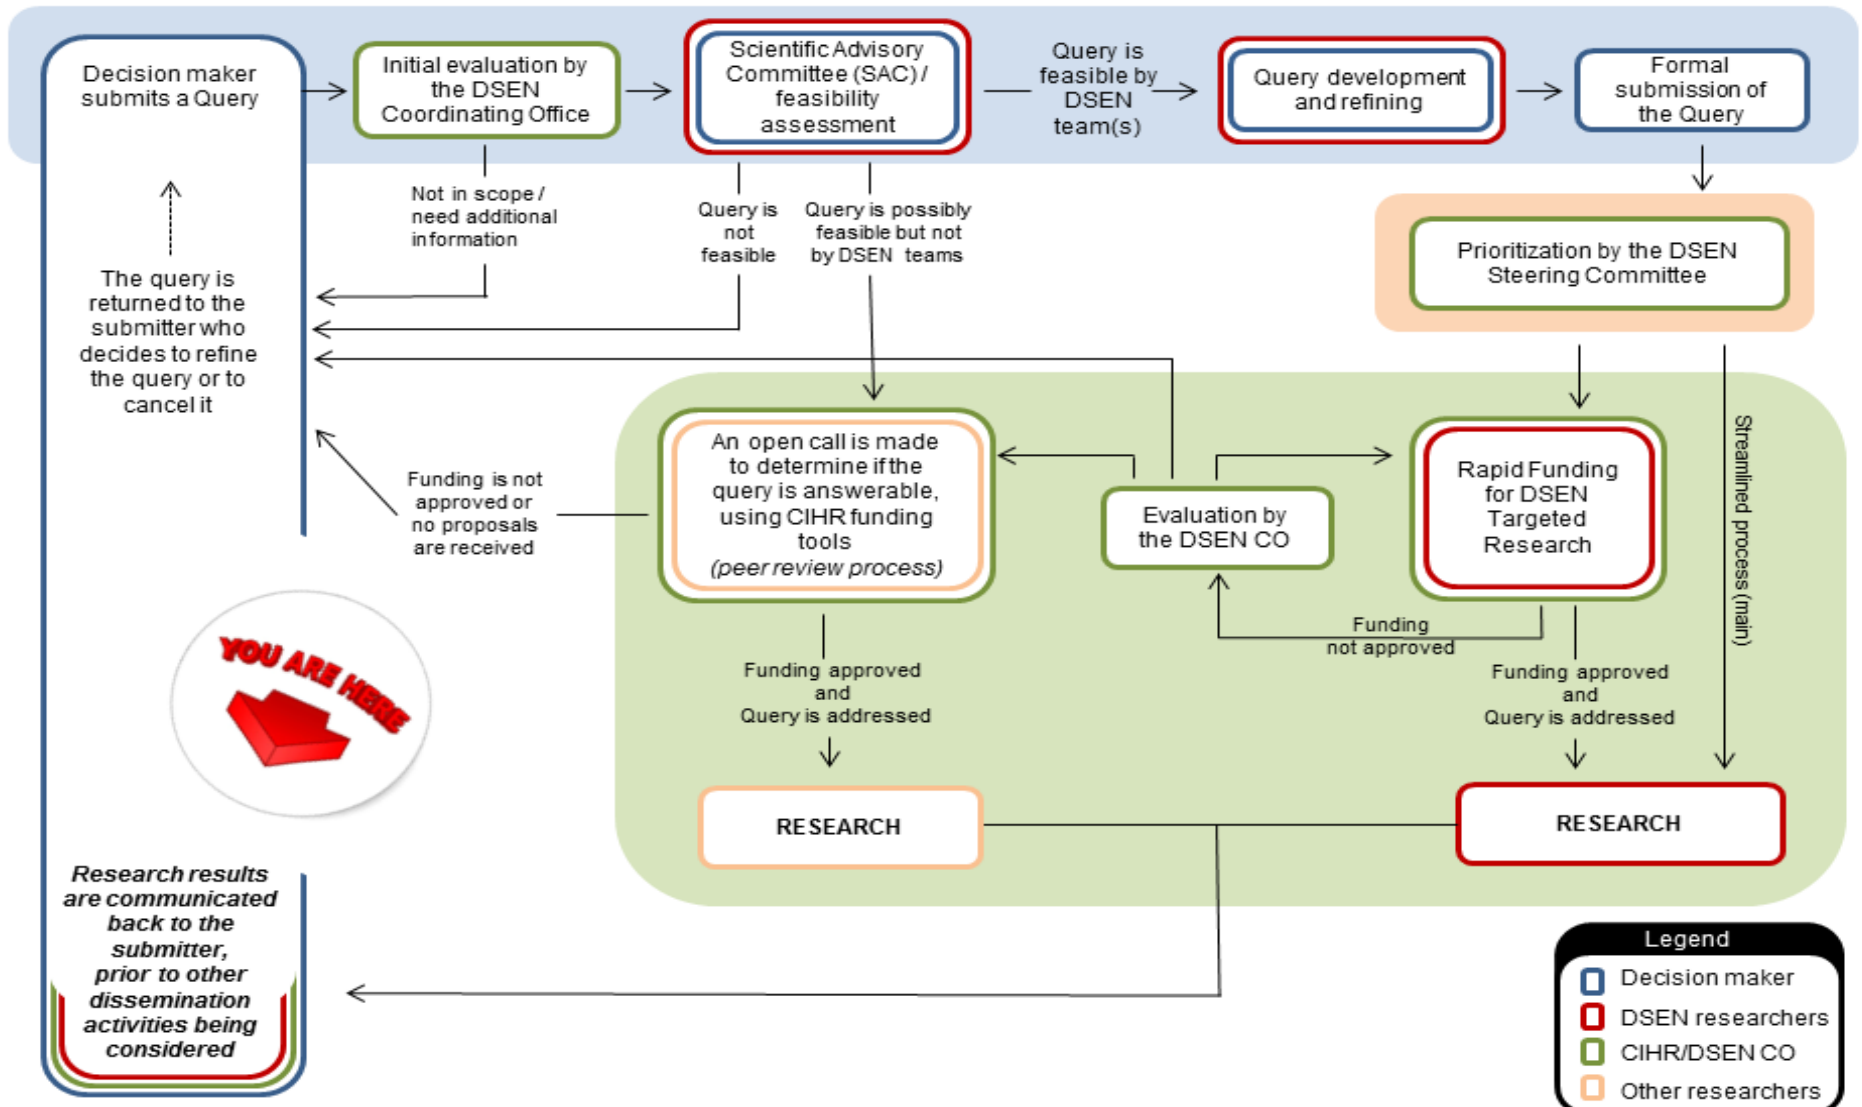 Decision maker
submits a Query
Initial evaluation by
the DSEN
Coordinating Office
Scientific Advisory
Committee (SAC) /
feasibility
assessment
Query is
feasible by
DSEN
team(s)
Query development
and refining
Formal
submission of
the Query
Not in scope /
need additional
information
Query is
not
feasible
Query is possibly
feasible but not
by DSEN teams
Prioritization by the DSEN
Steering Committee
The query is
returned to the
submitter who
decides to refine
the query or to
cancel it
Funding is not
approved or
no proposals
are received
An open call is made
to determine if the
query is answerable,
using CIHR funding
tools
(peer review process)
Evaluation by
the DSEN CO
Rapid Funding
for DSEN
Targeted
Research
Streamlined process (main)
Funding
not approved
YOU ARE HERE
Funding approved
and
Query is addressed
Funding approved
and
Query is addressed
RESEARCH
RESEARCH
Research results
are communicated
back to the
submitter,
prior to other
dissemination
activities being
considered
Legend
Decision maker
DSEN researchers
CIHR/DSEN CO
Other researchers